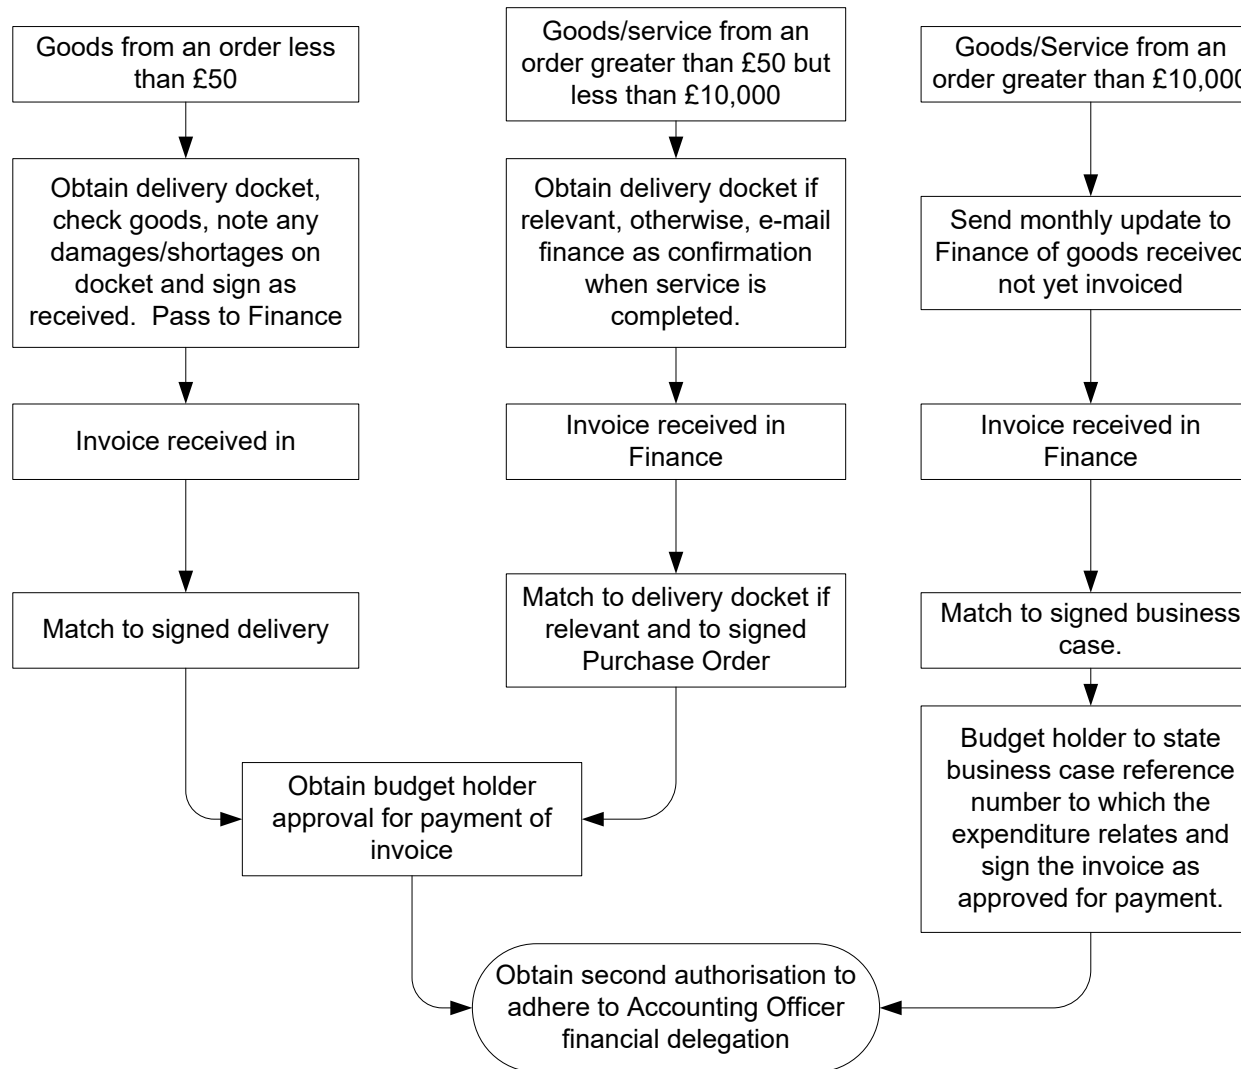 Goods from an order less
than £50
Goods/service from an
order greater than £50 but
less than £10,000
Goods/Service from an
order greater than £10,000
Obtain delivery docket,
check goods, note any
damages/shortages on
docket and sign as
received.  Pass to Finance
Obtain delivery docket if
relevant, otherwise, e-mail
finance as confirmation
when service is
completed.
Send monthly update to
Finance of goods received
not yet invoiced
Invoice received in
Invoice received in
Finance
Invoice received in
Finance
Match to signed delivery
Match to delivery docket if
relevant and to signed
Purchase Order
Match to signed business
case.
Obtain budget holder
approval for payment of
invoice
Budget holder to state
business case reference
number to which the
expenditure relates and
sign the invoice as
approved for payment.
Obtain second authorisation to
adhere to Accounting Officer
financial delegation